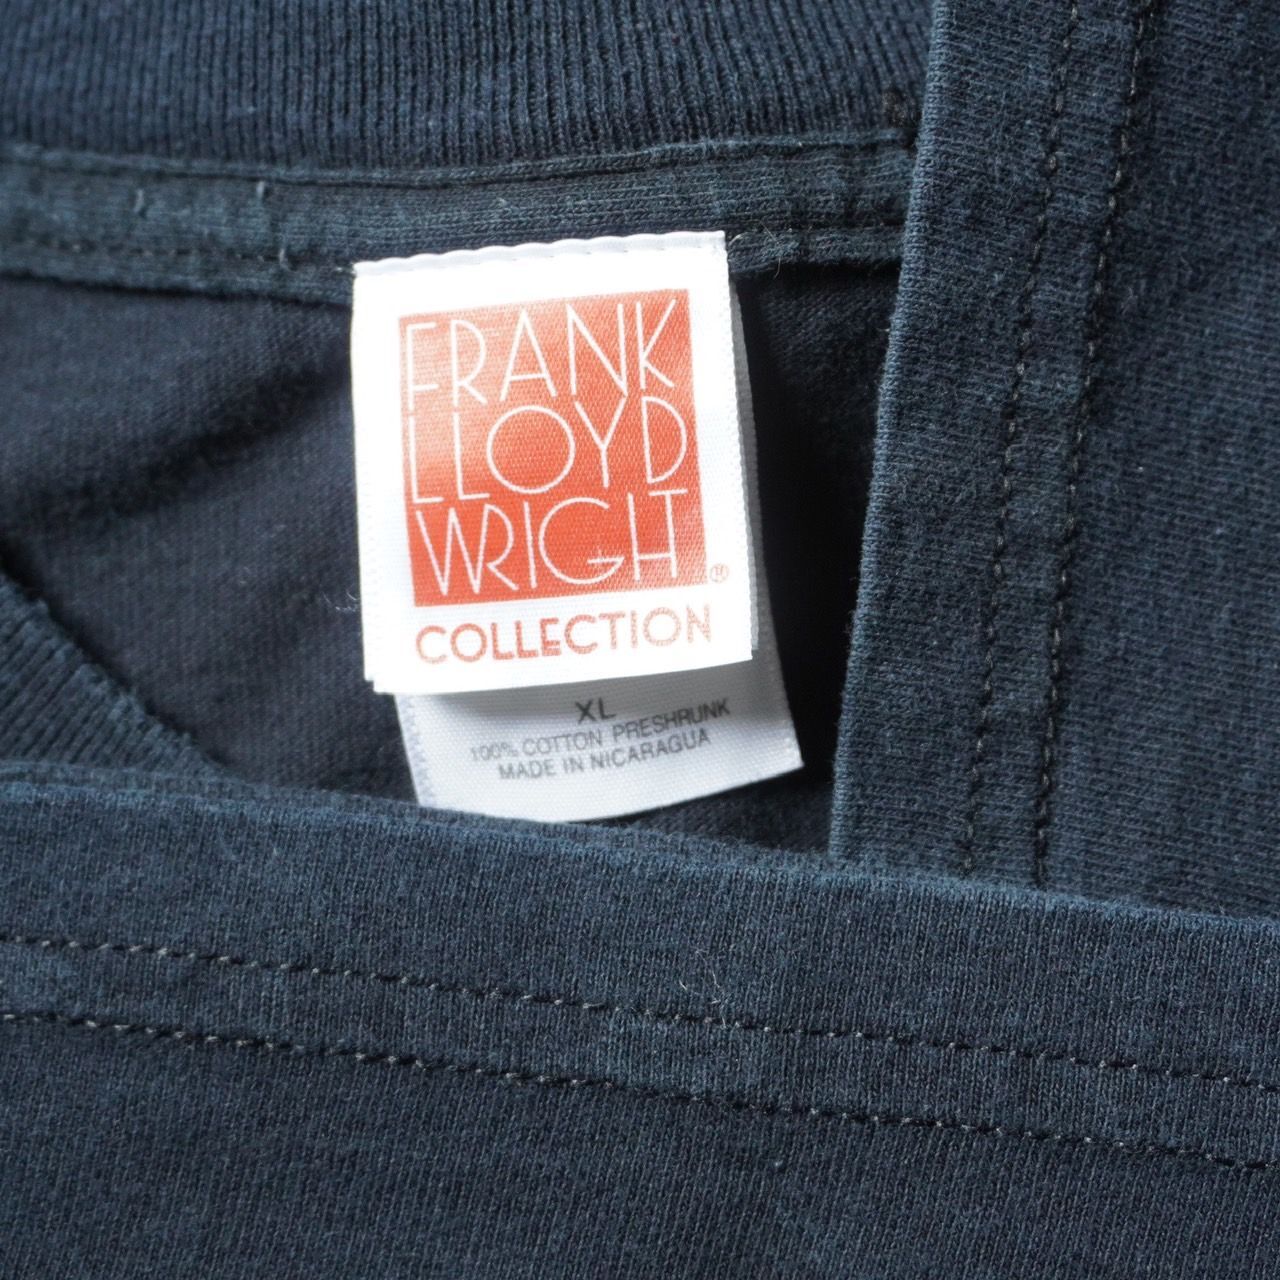 FRANK
LLOYD
WRIGHT®
COLLECTION
XL
100% COTTON PRESHRUNK
MADE IN NICARAGUA